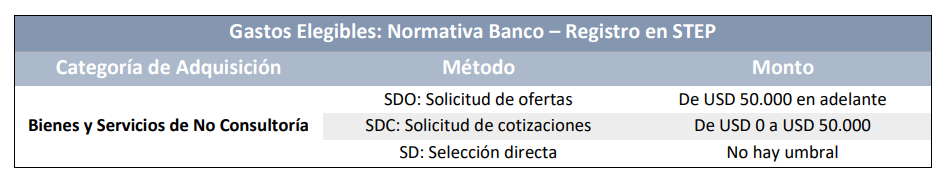 Gastos Elegibles: Normativa Banco – Registro en STEP
Categoría de Adquisición Método Monto
SDO: Solicitud de ofertas De USD 50.000 en adelante
Bienes y Servicios de No Consultoría SDC: Solicitud de cotizaciones De USD 0 a USD 50.000
SD: Selección directa No hay umbral